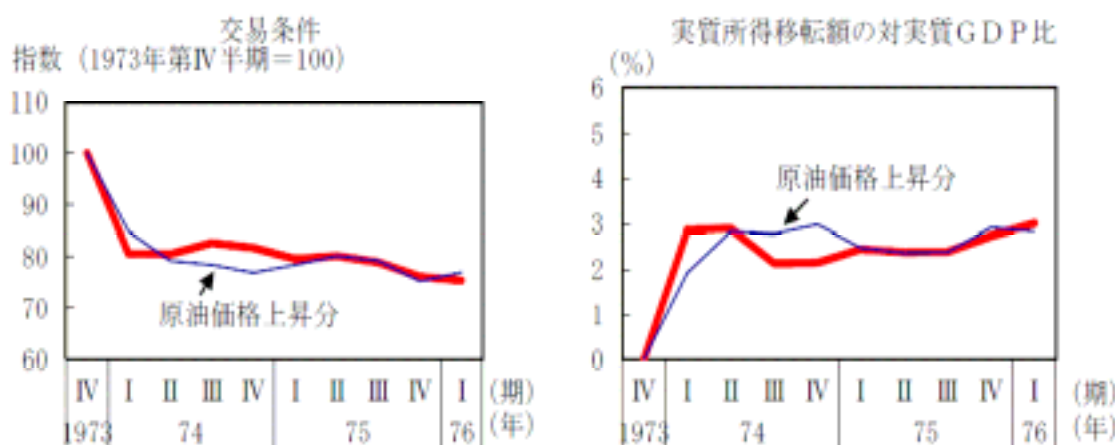 交易条件
指数（1973年第Ⅳ半期＝100）
110
100
90
80
70
60
原油価格上昇分
Ⅳ Ⅰ Ⅱ Ⅲ Ⅳ Ⅰ Ⅱ Ⅲ Ⅳ Ⅰ (期)
1973 74 75 76 (年)
実質所得移転額の対実質ＧＤＰ比
(%)
6
5
4
3
2
1
0
原油価格上昇分
Ⅳ Ⅰ Ⅱ Ⅲ Ⅳ Ⅰ Ⅱ Ⅲ Ⅳ Ⅰ (期)
1973 74 75 76 (年)